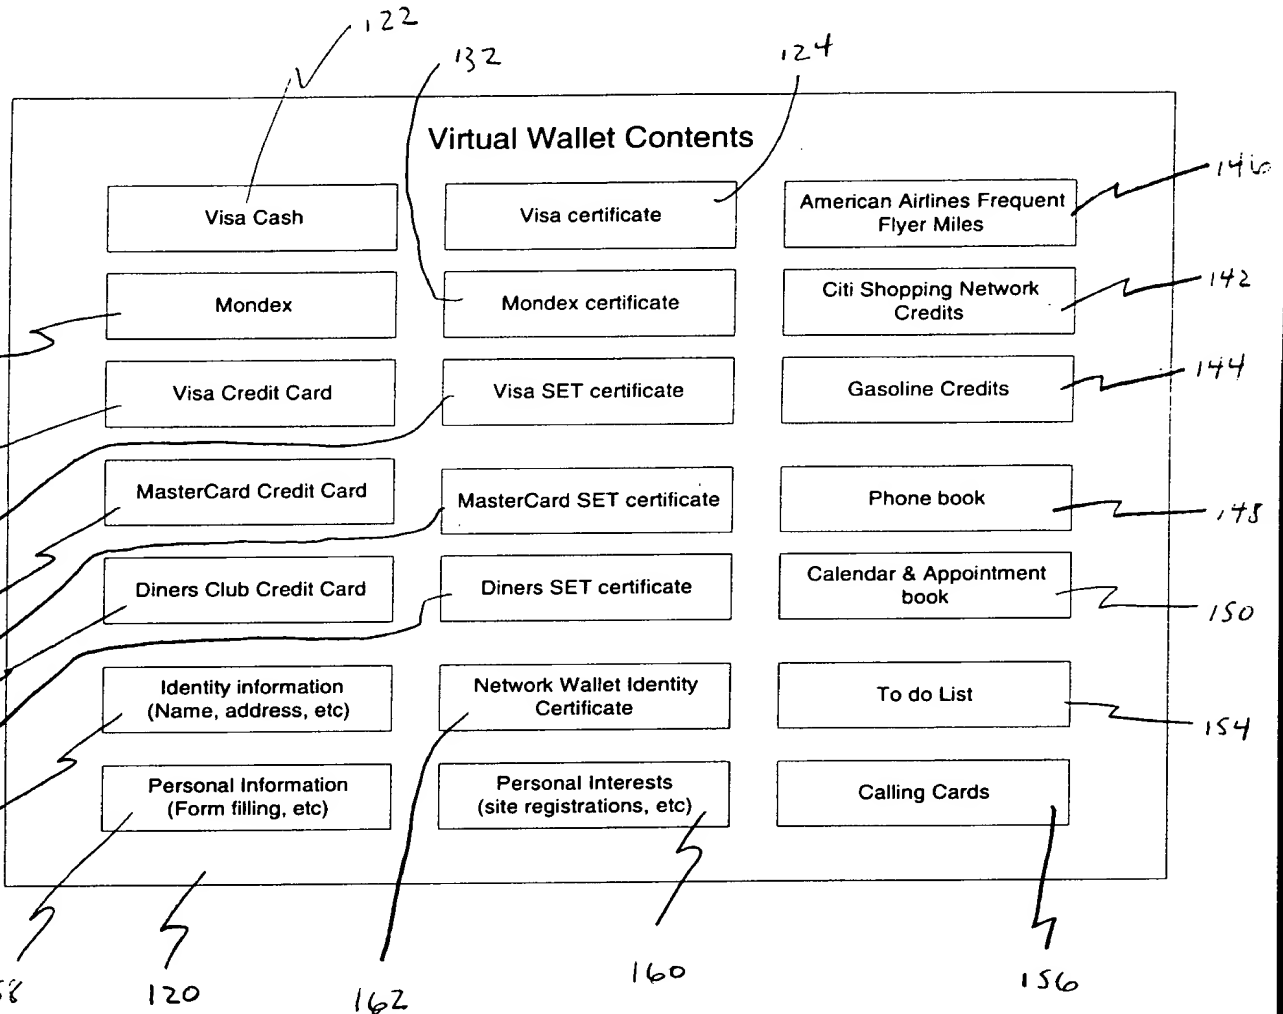 122
132
124
Virtual Wallet Contents
146
Visa Cash
Visa certificate
American Airlines Frequent
Flyer Miles
142
Mondex
Mondex certificate
Citi Shopping Network
Credits
144
Visa Credit Card
Visa SET certificate
Gasoline Credits
MasterCard Credit Card
MasterCard SET certificate
Phone book
148
Diners Club Credit Card
Diners SET certificate
Calendar & Appointment
book
150
Identity information
(Name, address, etc)
Network Wallet Identity
Certificate
To do List
154
Personal Information
(Form filling, etc)
Personal Interests
(site registrations, etc)
Calling Cards
120
162
160
156